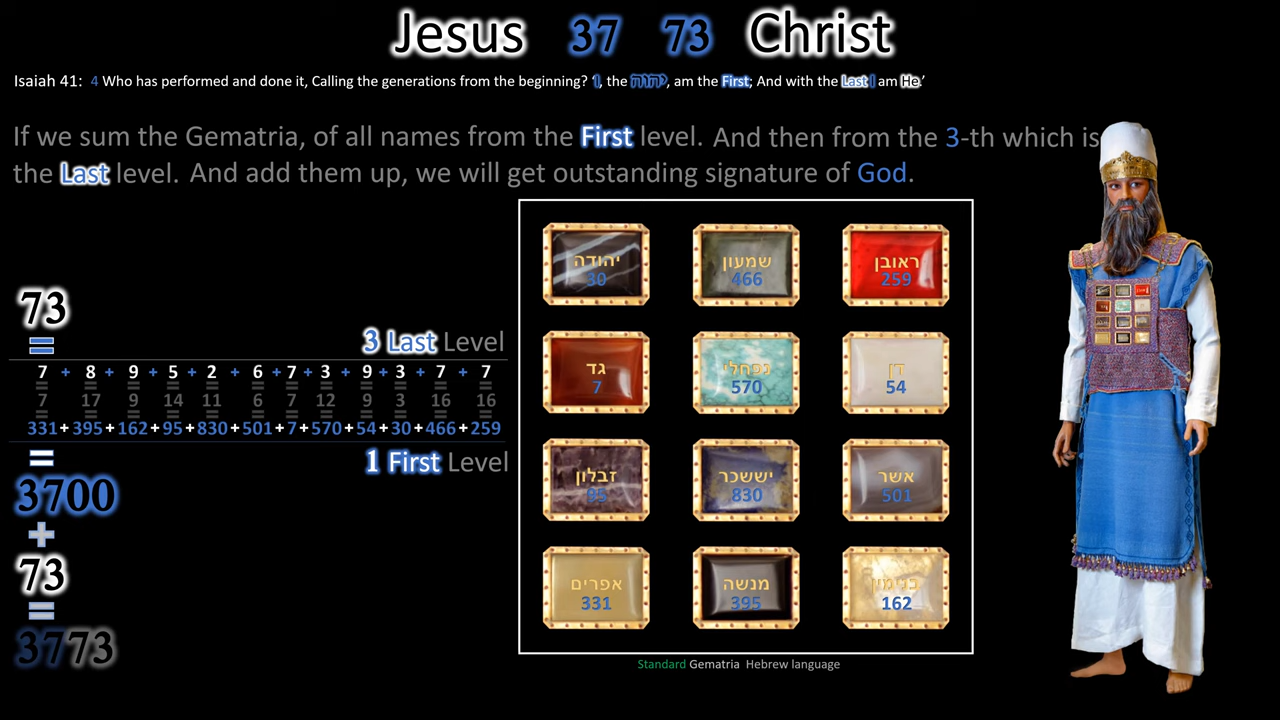 Jesus 37 73 Christ
Isaiah 41: 4 Who has performed and done it, Calling the generations from the beginning? ‘I, the יהוה, am the First; And with the Last I am He.’
If we sum the Gematria, of all names from the First level. And then from the 3-th which is
the Last level. And add them up, we will get outstanding signature of God.
73
=
3 Last Level
7 + 8 + 9 + 5 + 2 + 6 + 7 + 3 + 9 + 3 + 7 + 7
= = = = = = = = = = = =
7 17 9 14 11 6 7 12 9 3 16 16
= = = = = = = = = = = =
331 + 395 + 162 + 95 + 830 + 501 + 7 + 570 + 54 + 30 + 466 + 259
=
1 First Level
3700
+
73
=
3773
ראובן
259
שמעון
466
יהודה
30
דן
54
נפתלי
570
גד
7
אשר
501
יששכר
830
זבלון
95
בנימין
162
מנשה
395
אפרים
331
Standard Gematria Hebrew language